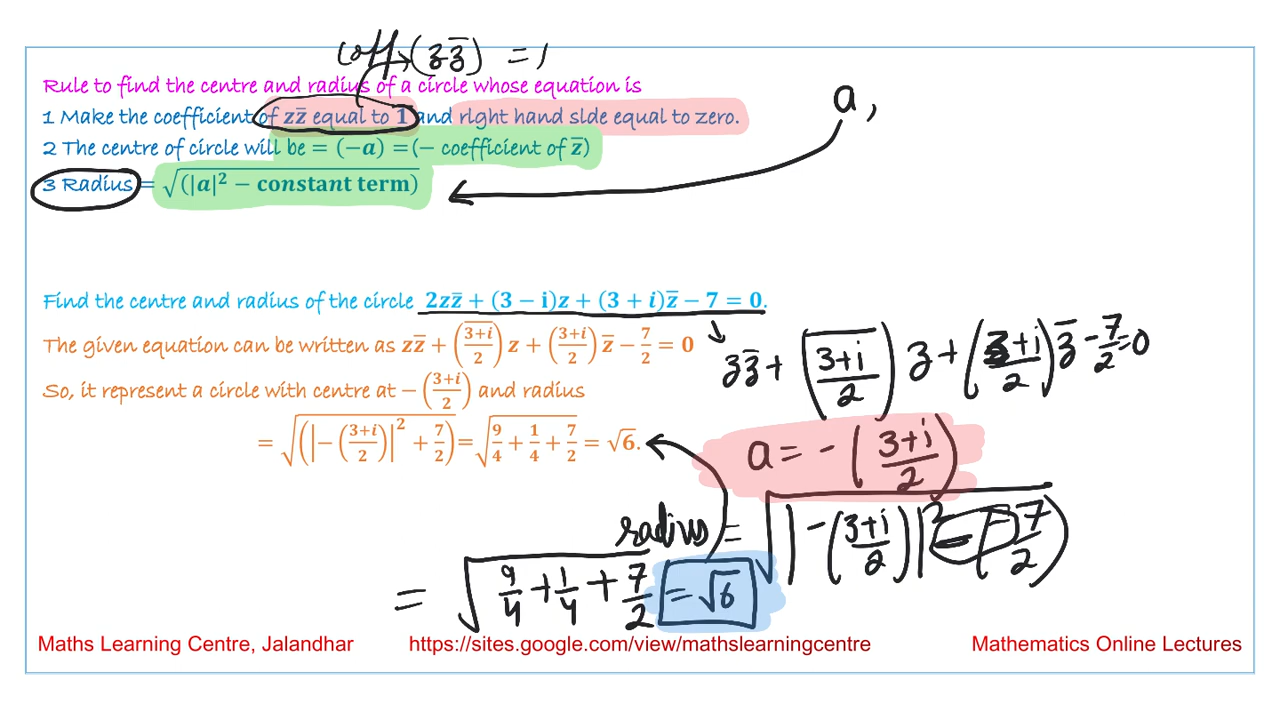 (off (z z̄) = 1
Rule to find the centre and radius of a circle whose equation is
1 Make the coefficient of zz̄ equal to 1 and right hand side equal to zero.
a,
2 The centre of circle will be = (−a) = (− coefficient of z̄)
3 Radius = √(|a|² − constant term)
Find the centre and radius of the circle 2zz̄ + (3 − i)z + (3 + i)z̄ − 7 = 0.
The given equation can be written as zz̄ + (\overline{3+i}/2) z + ((3+i)/2) z̄ − 7/2 = 0
z z̄ + \overline{((3+i)/2)} z + ((3+i)/2) z̄ − 7/2 = 0
So, it represent a circle with centre at − ((3+i)/2) and radius
= √(|−((3+i)/2)|² + 7/2) = √(9/4 + 1/4 + 7/2) = √6.
a = − ((3+i)/2)
radius = √(|−((3+i)/2)|² − (−7/2))
= √(9/4 + 1/4 + 7/2) = √6
Maths Learning Centre, Jalandhar https://sites.google.com/view/mathslearningcentre Mathematics Online Lectures